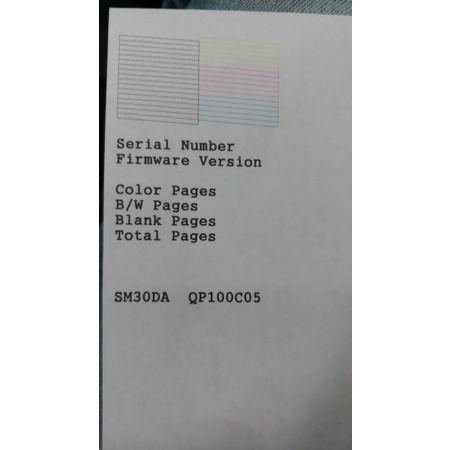 Serial Number
Firmware Version
Color Pages
B/W Pages
Blank Pages
Total Pages
SM30DA QP100C05